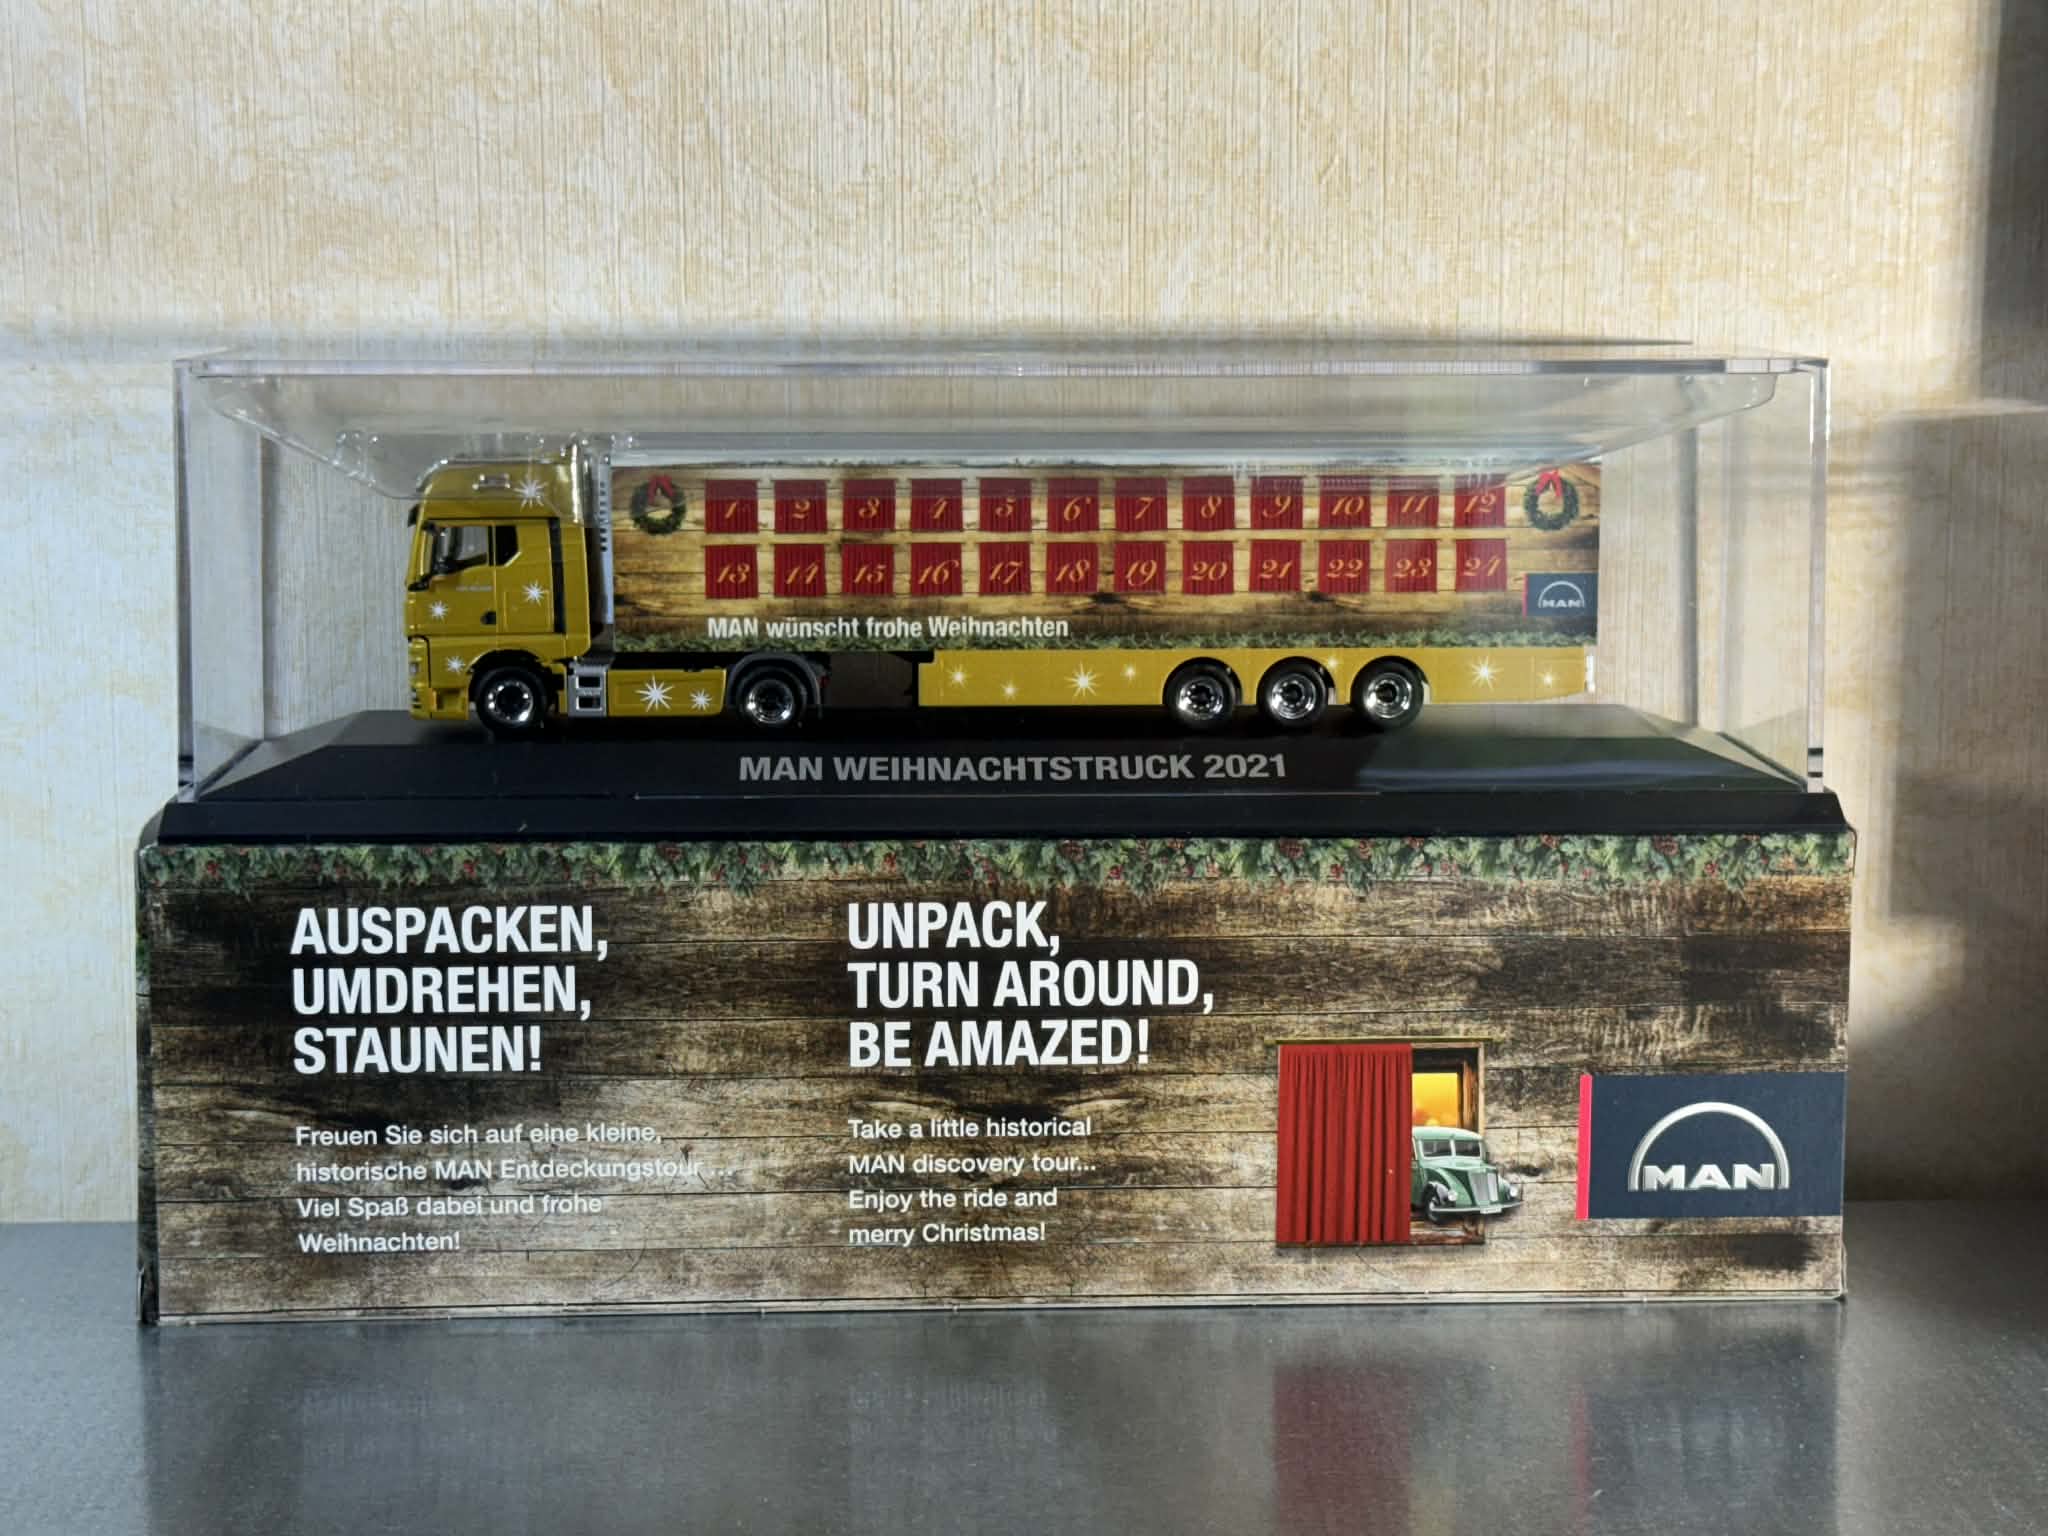 1 2 3 4 5 6 7 8 9 10 11 12
13 14 15 16 17 18 19 20 21 22 23 24
MAN
MAN wünscht frohe Weihnachten
MAN WEIHNACHTSTRUCK 2021
AUSPACKEN,
UMDREHEN,
STAUNEN!
Freuen Sie sich auf eine kleine,
historische MAN Entdeckungstour ...
Viel Spaß dabei und frohe
Weihnachten!
UNPACK,
TURN AROUND,
BE AMAZED!
Take a little historical
MAN discovery tour...
Enjoy the ride and
merry Christmas!
MAN